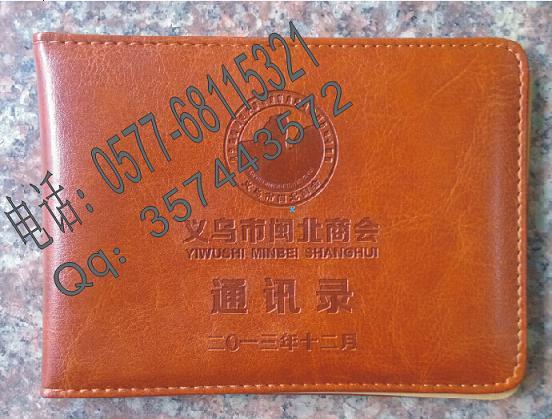 电话：0577-68115321
Qq：357443572
义乌市闽北商会
YIWUSHI MINBEI SHANGHUI
通讯录
二〇一三年十二月